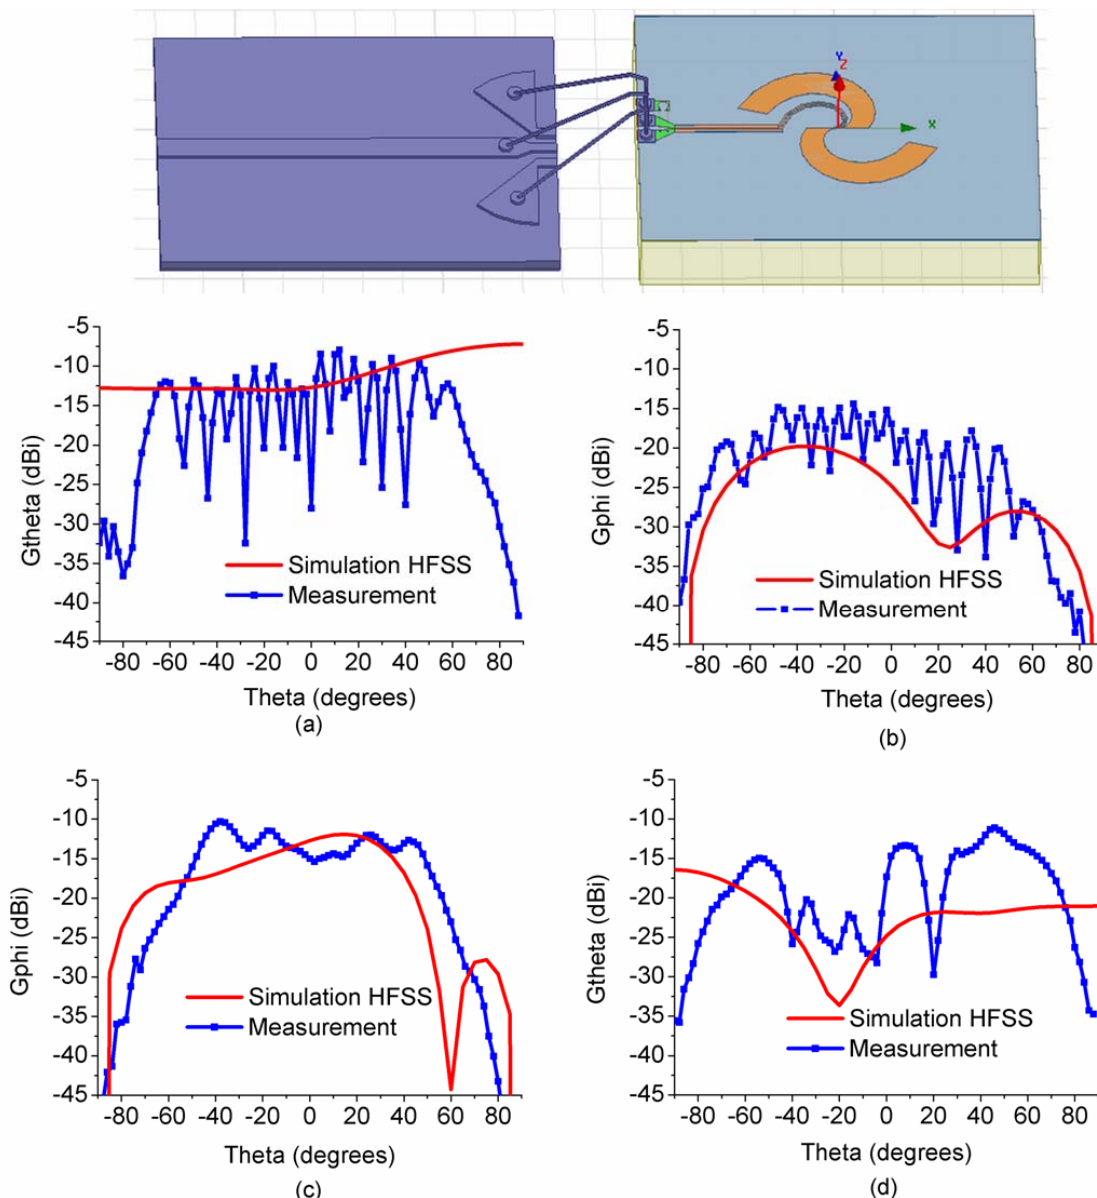 Y
Z
X
-5
-10
-15
-20
-25
-30
-35
-40
-45
Gtheta (dBi)
Simulation HFSS
Measurement
-80 -60 -40 -20 0 20 40 60 80
Theta (degrees)
(a)
-5
-10
-15
-20
-25
-30
-35
-40
-45
Gphi (dBi)
Simulation HFSS
Measurement
-80 -60 -40 -20 0 20 40 60 80
Theta (degrees)
(b)
-5
-10
-15
-20
-25
-30
-35
-40
-45
Gphi (dBi)
Simulation HFSS
Measurement
-80 -60 -40 -20 0 20 40 60 80
Theta (degrees)
(c)
-5
-10
-15
-20
-25
-30
-35
-40
-45
Gtheta (dBi)
Simulation HFSS
Measurement
-80 -60 -40 -20 0 20 40 60 80
Theta (degrees)
(d)